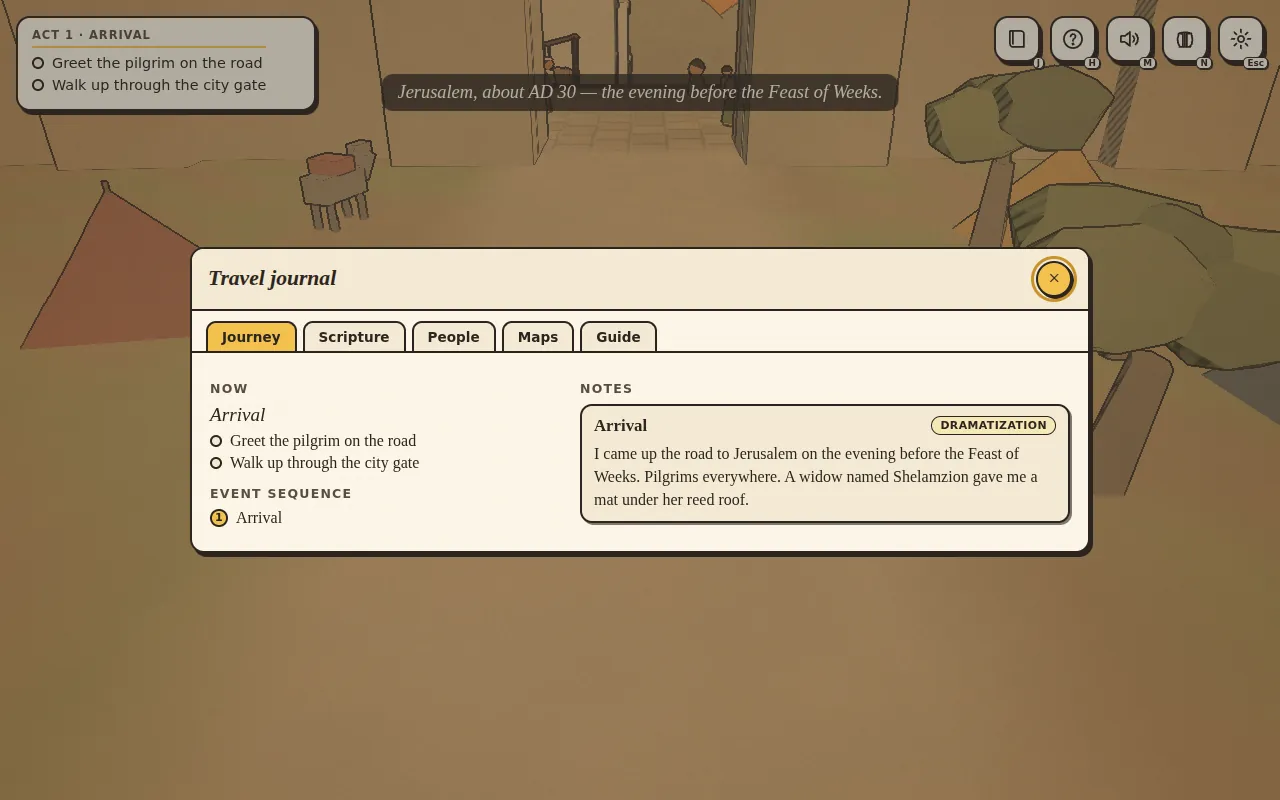 ACT 1 · ARRIVAL
Greet the pilgrim on the road
Walk up through the city gate
J
H
M
N
Esc
Jerusalem, about AD 30 — the evening before the Feast of Weeks.
Travel journal
×
Journey
Scripture
People
Maps
Guide
NOW
Arrival
Greet the pilgrim on the road
Walk up through the city gate
EVENT SEQUENCE
1 Arrival
NOTES
Arrival
DRAMATIZATION
I came up the road to Jerusalem on the evening before the Feast of
Weeks. Pilgrims everywhere. A widow named Shelamzion gave me a
mat under her reed roof.